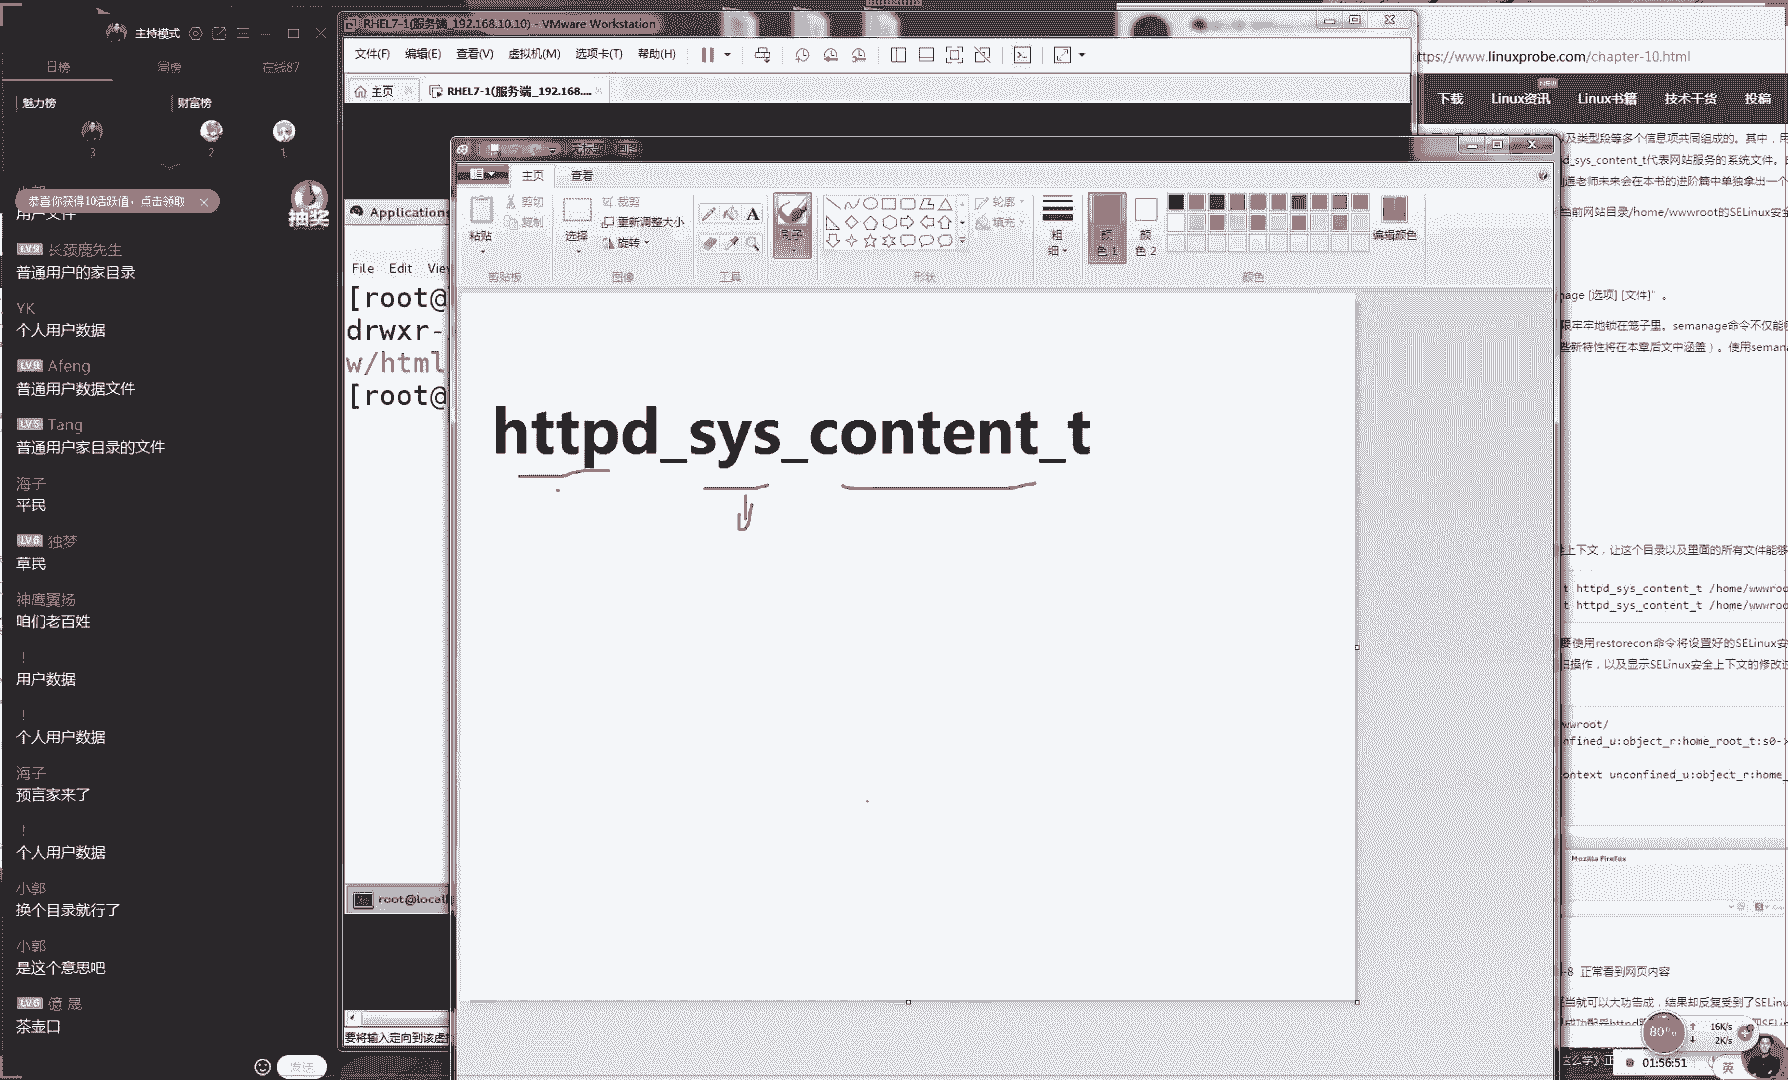 主持模式
日榜
在线87
魅力榜
财富榜
3
2
1
恭喜你获得10活跃值，点击领取
抽奖
用户文件
LV.9 长颈鹿先生
普通用户的家目录
YK
个人用户数据
LV.9 Afeng
普通用户数据文件
LV.5 Tang
普通用户家目录的文件
海子
平民
LV.6 独梦
草民
神鹰翼扬
咱们老百姓
!
用户数据
!
个人用户数据
海子
预言家来了
!
个人用户数据
小郭
换个目录就行了
小郭
是这个意思吧
LV.6 億 晟
茶壶口
发送
RHEL7-1(服务端_192.168.10.10) - VMware Workstation
文件(F) 编辑(E) 查看(V) 虚拟机(M) 选项卡(T) 帮助(H)
主页
RHEL7-1(服务端_192.168....
Applications
File Edit View
[root@
drwxr-
w/html
[root@
root@local
要将输入定向到该虚
主页 查看
粘贴
剪切
复制
剪贴板
选择
裁剪
重新调整大小
旋转
图像
工具
刷子
形状
轮廓
填充
粗细
颜色 1
颜色 2
颜色
编辑颜色
httpd_sys_content_t
ttps://www.linuxprobe.com/chapter-10.html
下载 Linux资讯 Linux书籍 技术干货 投稿
及类型段等多个信息项共同组成的。其中，用
d_sys_content_t代表网站服务的系统文件。
遄老师未来会在本书的进阶篇中单独拿出一个
当前网站目录/home/wwwroot的SELinux安全
nage [选项] [文件]"。
限牢牢地锁在笼子里。semanage命令不仅能
些新特性将在本章后文中涵盖）。使用semana
上下文，让这个目录以及里面的所有文件能够
t httpd_sys_content_t /home/wwwroo
t httpd_sys_content_t /home/wwwroo
要使用restorecon命令将设置好的SELinux安
归操作，以及显示SELinux安全上下文的修改过
wwroot/
nfined_u:object_r:home_root_t:s0->
context unconfined_u:object_r:home_
Mozilla Firefox
-8 正常看到网页内容
当就可以大功告成，结果却反复受到了SELinu
80%
16K/s
2K/s
01:56:51
英